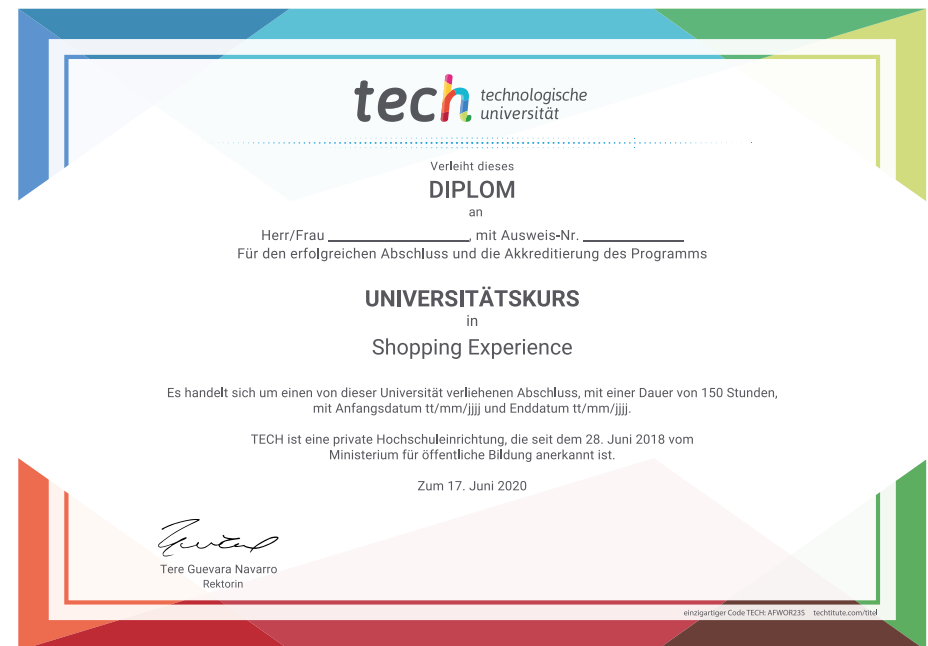 tech technologische
universität
Verleiht dieses
DIPLOM
an
Herr/Frau ____________________, mit Ausweis-Nr. ______________
Für den erfolgreichen Abschluss und die Akkreditierung des Programms
UNIVERSITÄTSKURS
in
Shopping Experience
Es handelt sich um einen von dieser Universität verliehenen Abschluss, mit einer Dauer von 150 Stunden,
mit Anfangsdatum tt/mm/jjjj und Enddatum tt/mm/jjjj.
TECH ist eine private Hochschuleinrichtung, die seit dem 28. Juni 2018 vom
Ministerium für öffentliche Bildung anerkannt ist.
Zum 17. Juni 2020
Tere Guevara Navarro
Rektorin
einzigartiger Code TECH: AFWOR23S techtitute.com/titel